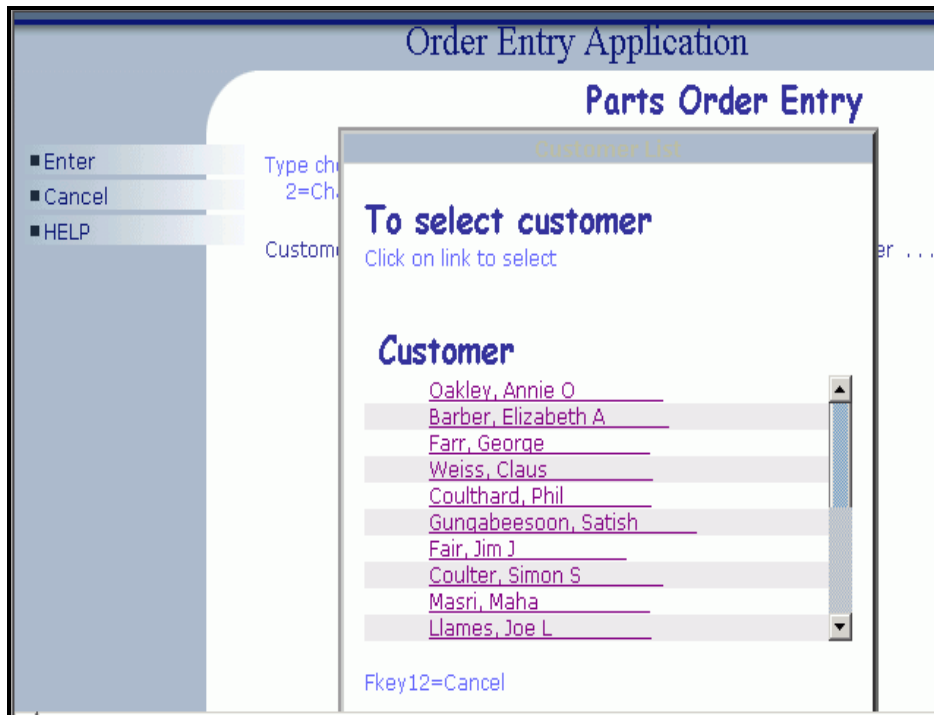 Order Entry Application
Parts Order Entry
Enter
Cancel
HELP
Type ch
2=Ch
Custom
er ...
Customer List
To select customer
Click on link to select
Customer
Oakley, Annie O
Barber, Elizabeth A
Farr, George
Weiss, Claus
Coulthard, Phil
Gungabeesoon, Satish
Fair, Jim J
Coulter, Simon S
Masri, Maha
Llames, Joe L
Fkey12=Cancel